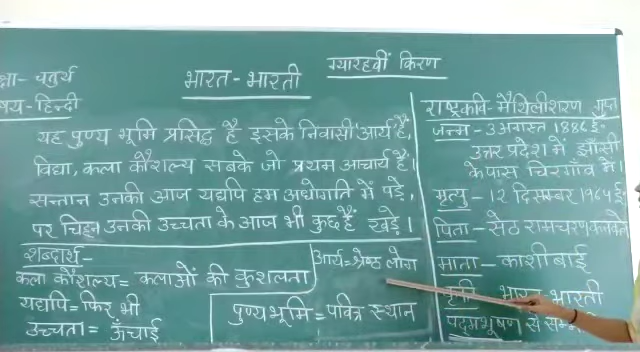 ग्यारहवीं किरण
क्षा- चतुर्थ
भारत-भारती
षय-हिन्दी
यह पुण्य भूमि प्रसिद्ध है इसके निवासी 'आर्य' हैं,
विद्या, कला कौशल्य सबके जो प्रथम आचार्य हैं।
सन्तान उनकी आज यद्यपि हम अधोगति में पड़े,
पर चिह्न उनकी उच्चता के आज भी कुछ हैं खड़े।
शब्दार्थ-
कला कौशल्य= कलाओं की कुशलता
यद्यपि= फिर भी
उच्चता= ऊँचाई
आर्य=श्रेष्ठ लोग
पुण्यभूमि=पवित्र स्थान
राष्ट्रकवि-मैथिलीशरण गुप्त
जन्म-3 अगस्त 1886 ई०
उत्तर प्रदेश में झाँसी
के पास चिरगाँव में।
मृत्यु- 12 दिसम्बर 1964 ई०
पिता- सेठ रामचरण
माता- काशी बाई
भारत-भारती
पद्मभूषण से